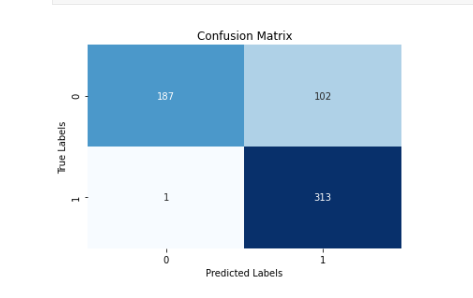 Confusion Matrix
0
187
102
True Labels
1
1
313
0
1
Predicted Labels